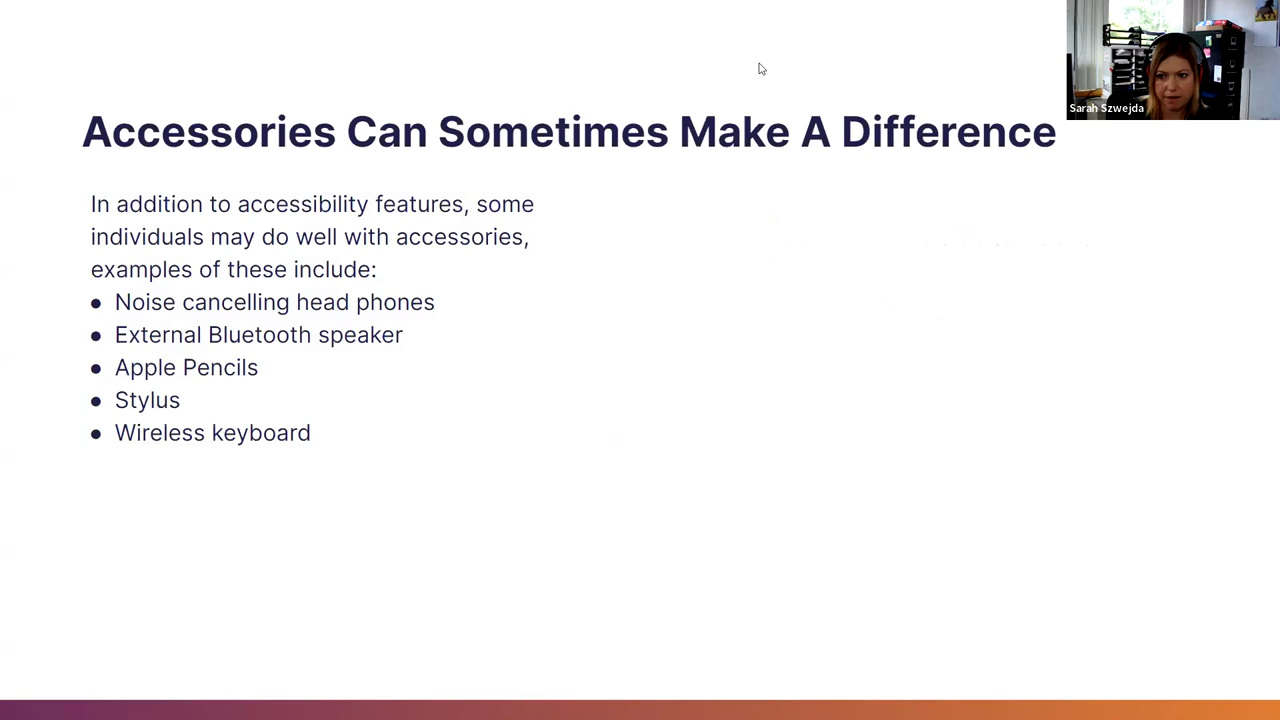 Sarah Szwejda
Accessories Can Sometimes Make A Difference
In addition to accessibility features, some
individuals may do well with accessories,
examples of these include:
● Noise cancelling head phones
● External Bluetooth speaker
● Apple Pencils
● Stylus
● Wireless keyboard